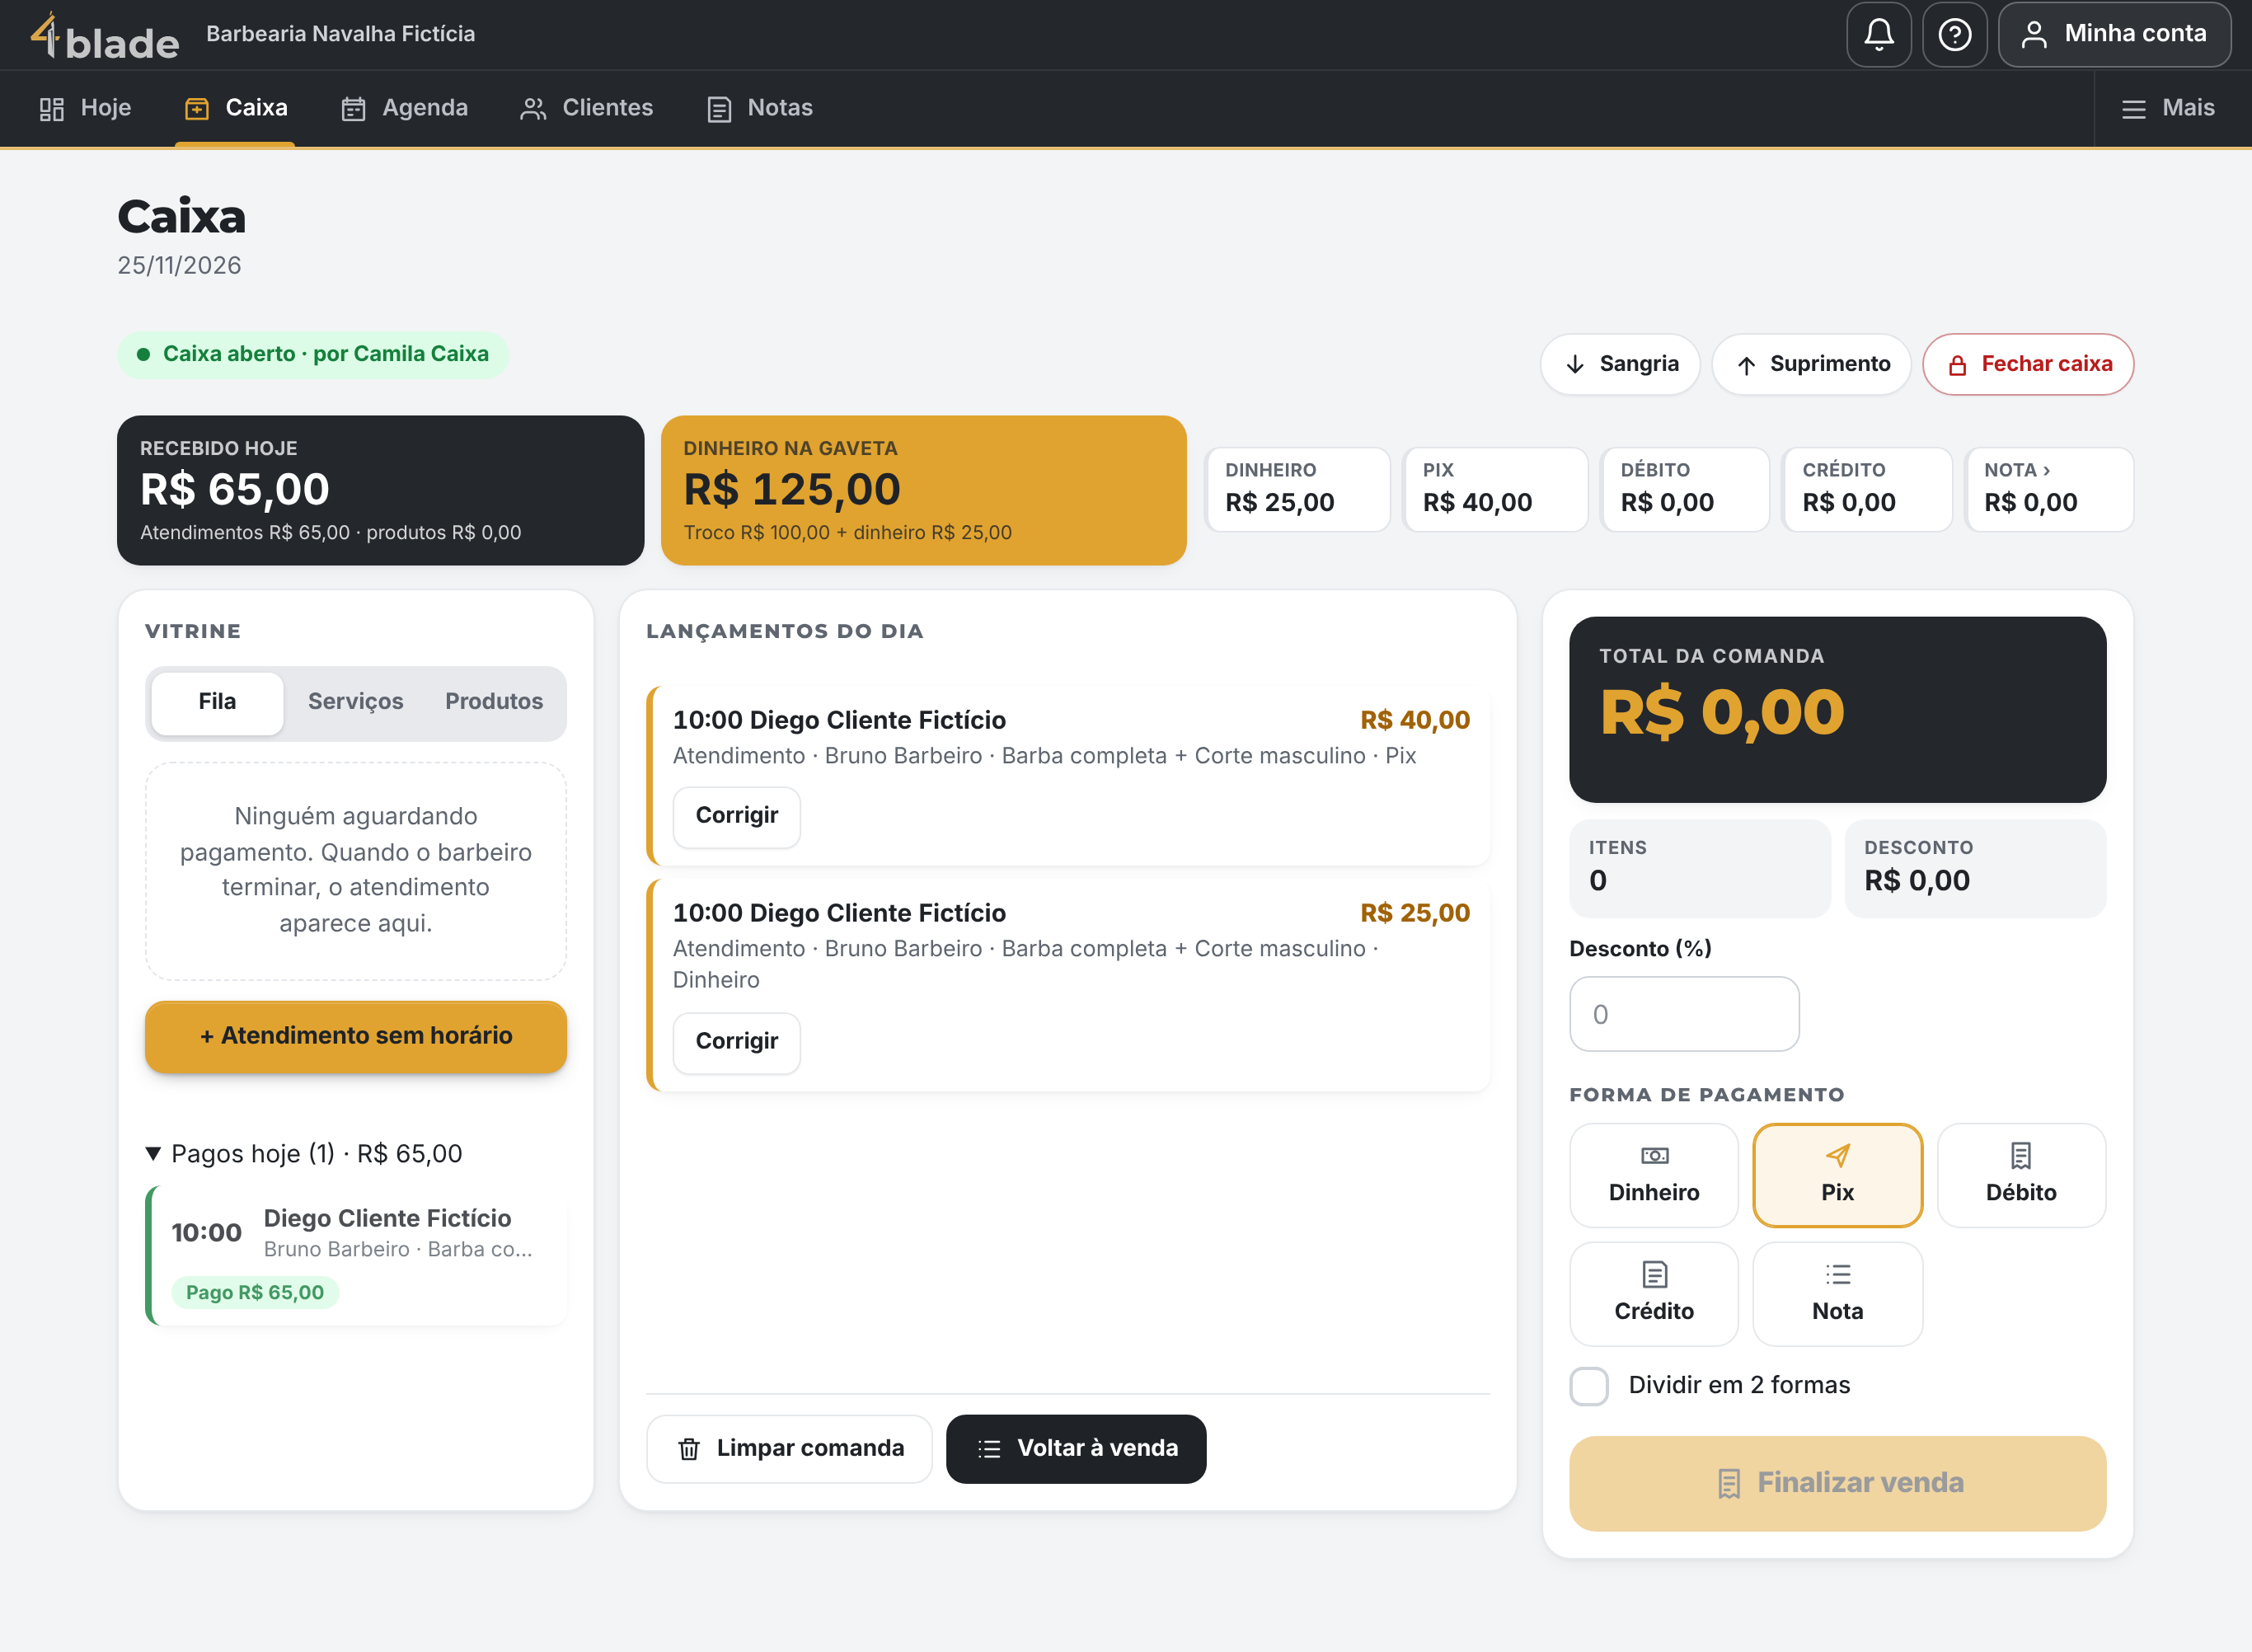 4blade
Barbearia Navalha Fictícia
Minha conta
Hoje
Caixa
Agenda
Clientes
Notas
Mais
Caixa
25/11/2026
Caixa aberto · por Camila Caixa
Sangria
Suprimento
Fechar caixa
RECEBIDO HOJE
R$ 65,00
Atendimentos R$ 65,00 · produtos R$ 0,00
DINHEIRO NA GAVETA
R$ 125,00
Troco R$ 100,00 + dinheiro R$ 25,00
DINHEIRO
R$ 25,00
PIX
R$ 40,00
DÉBITO
R$ 0,00
CRÉDITO
R$ 0,00
NOTA ›
R$ 0,00
VITRINE
Fila
Serviços
Produtos
Ninguém aguardando
pagamento. Quando o barbeiro
terminar, o atendimento
aparece aqui.
+ Atendimento sem horário
▼ Pagos hoje (1) · R$ 65,00
10:00
Diego Cliente Fictício
Bruno Barbeiro · Barba co...
Pago R$ 65,00
LANÇAMENTOS DO DIA
10:00 Diego Cliente Fictício
R$ 40,00
Atendimento · Bruno Barbeiro · Barba completa + Corte masculino · Pix
Corrigir
10:00 Diego Cliente Fictício
R$ 25,00
Atendimento · Bruno Barbeiro · Barba completa + Corte masculino ·
Dinheiro
Corrigir
Limpar comanda
Voltar à venda
TOTAL DA COMANDA
R$ 0,00
ITENS
0
DESCONTO
R$ 0,00
Desconto (%)
0
FORMA DE PAGAMENTO
Dinheiro
Pix
Débito
Crédito
Nota
Dividir em 2 formas
Finalizar venda